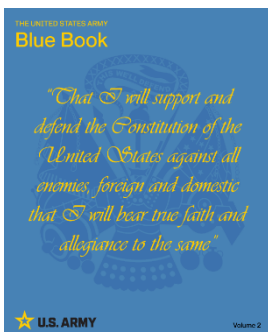 THE UNITED STATES ARMY
Blue Book
"That I will support and
defend the Constitution of the
United States against all
enemies, foreign and domestic
that I will bear true faith and
allegiance to the same"
U.S. ARMY
Volume 2